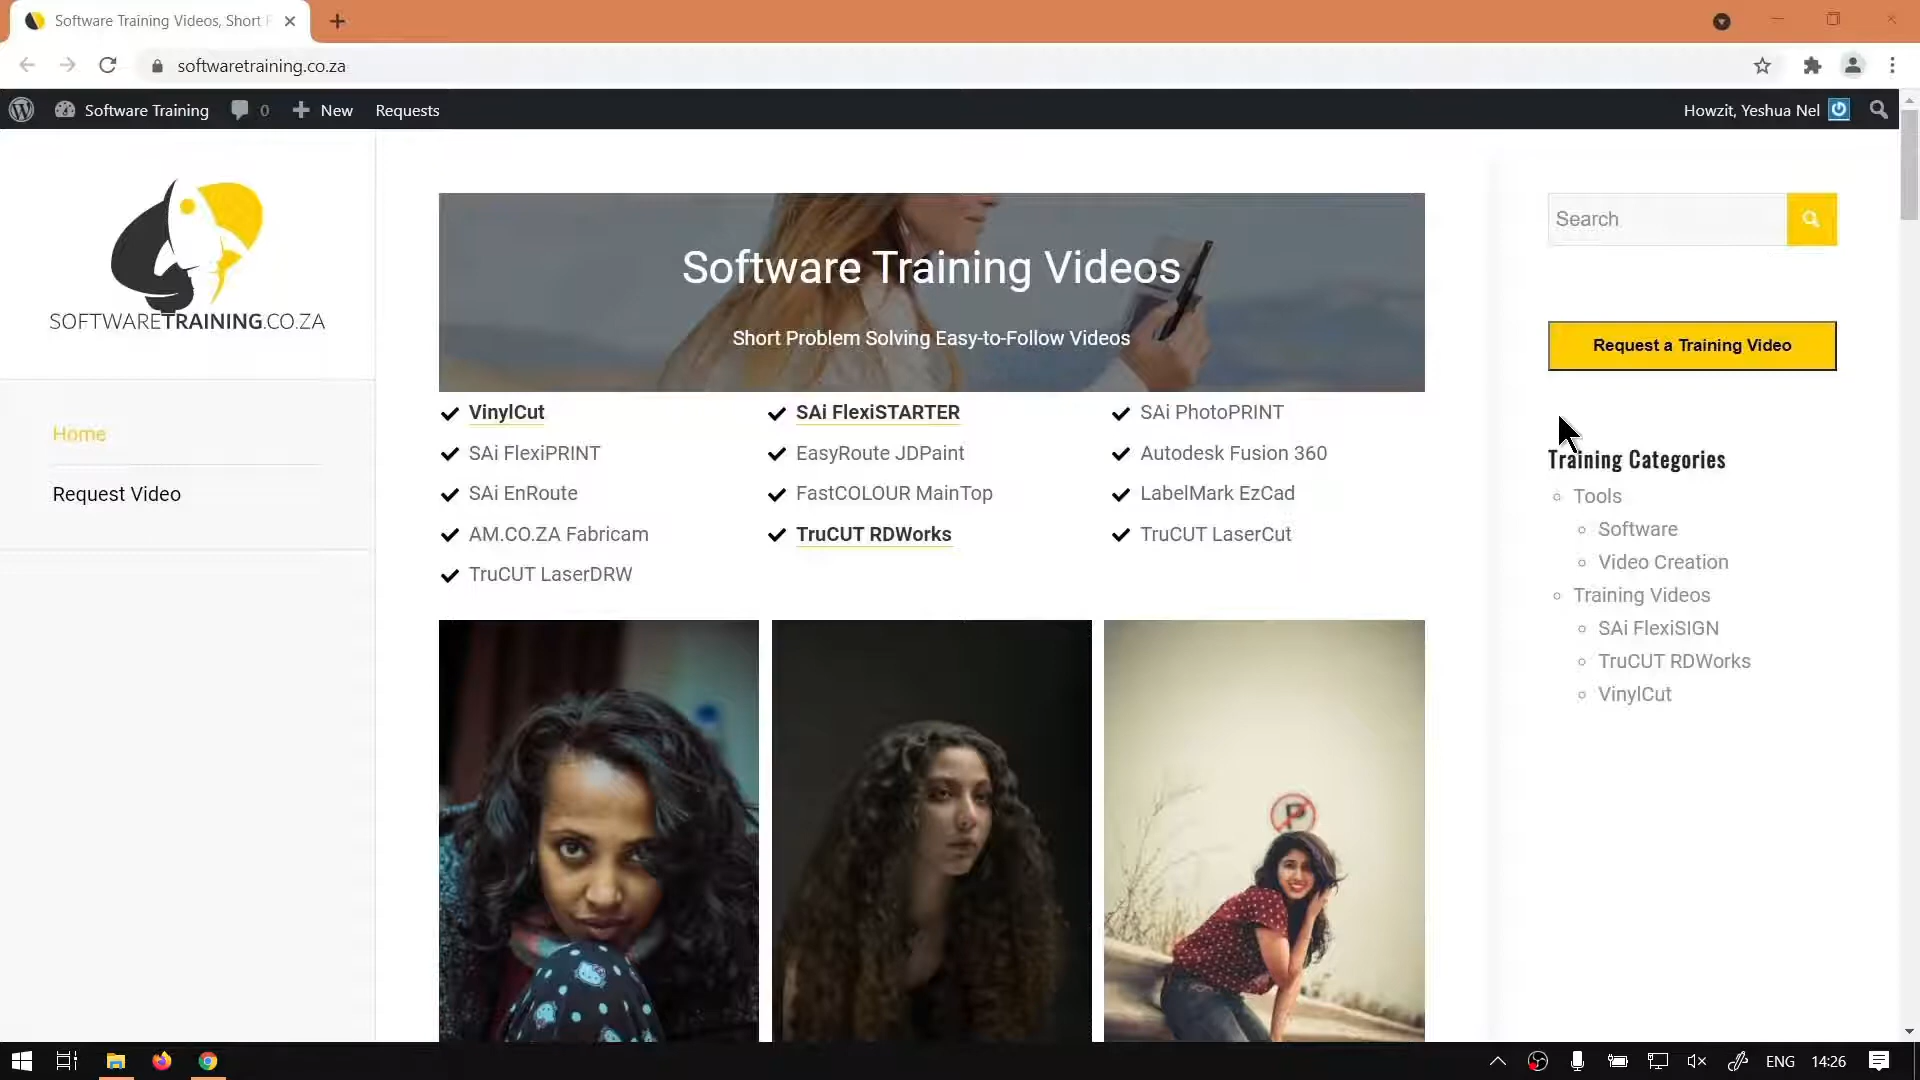 Software Training Videos, Short
softwaretraining.co.za
Software Training
0
New
Requests
Howzit, Yeshua Nel
SOFTWARETRAINING.CO.ZA
Home
Request Video
Software Training Videos
Short Problem Solving Easy-to-Follow Videos
VinylCut
SAi FlexiSTARTER
SAi PhotoPRINT
SAi FlexiPRINT
EasyRoute JDPaint
Autodesk Fusion 360
SAi EnRoute
FastCOLOUR MainTop
LabelMark EzCad
AM.CO.ZA Fabricam
TruCUT RDWorks
TruCUT LaserCut
TruCUT LaserDRW
P
Search
Request a Training Video
Training Categories
Tools
Software
Video Creation
Training Videos
SAi FlexiSIGN
TruCUT RDWorks
VinylCut
ENG
14:26